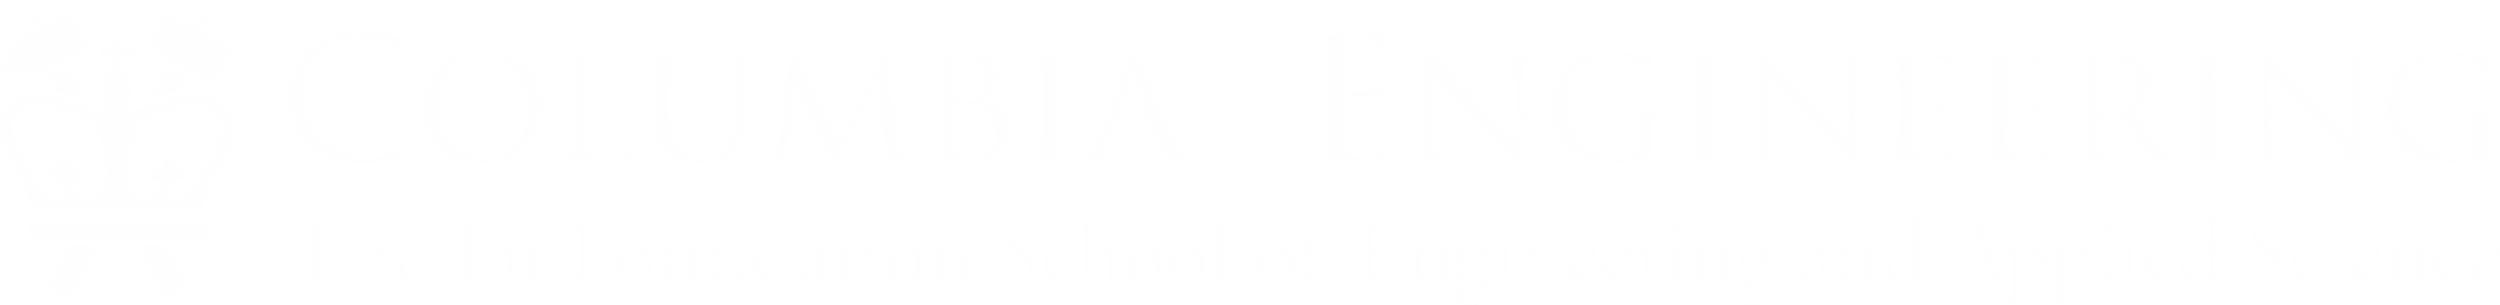 COLUMBIA ENGINEERING
The Fu Foundation School of Engineering and Applied Science